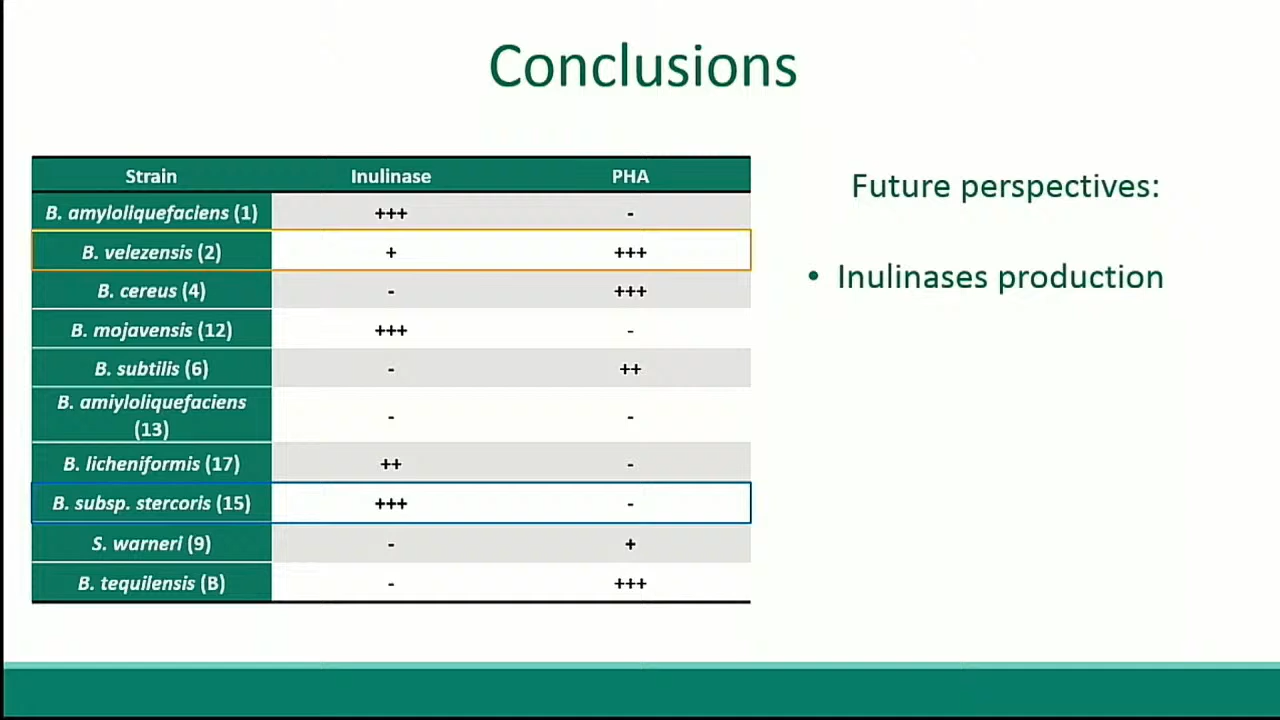 Conclusions
Strain Inulinase PHA
B. amyloliquefaciens (1) +++ -
B. velezensis (2) + +++
B. cereus (4) - +++
B. mojavensis (12) +++ -
B. subtilis (6) - ++
B. amiyloliquefaciens
(13) - -
B. licheniformis (17) ++ -
B. subsp. stercoris (15) +++ -
S. warneri (9) - +
B. tequilensis (B) - +++
Future perspectives:
• Inulinases production